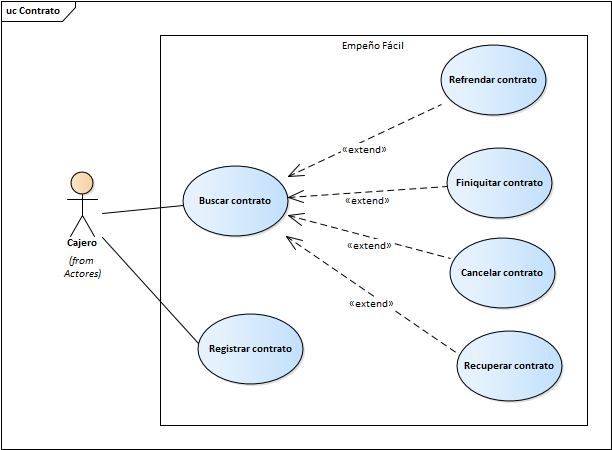 uc Contrato
Empeño Fácil
Refrendar contrato
«extend»
Finiquitar contrato
Buscar contrato
«extend»
Cajero
(from
Actores)
«extend»
Cancelar contrato
«extend»
Registrar contrato
Recuperar contrato